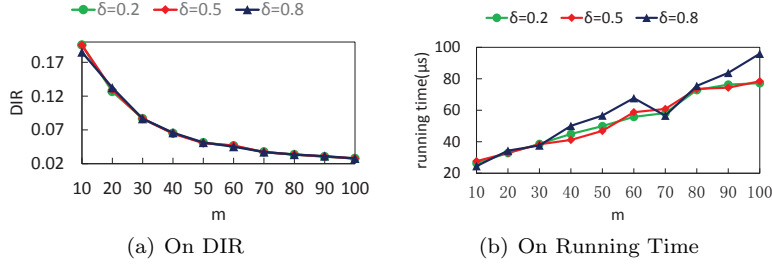 δ=0.2 δ=0.5 δ=0.8
0.17
0.12
0.07
0.02
DIR
10 20 30 40 50 60 70 80 90 100
m
(a) On DIR
δ=0.2 δ=0.5 δ=0.8
100
80
60
40
20
running time(μs)
10 20 30 40 50 60 70 80 90 100
m
(b) On Running Time